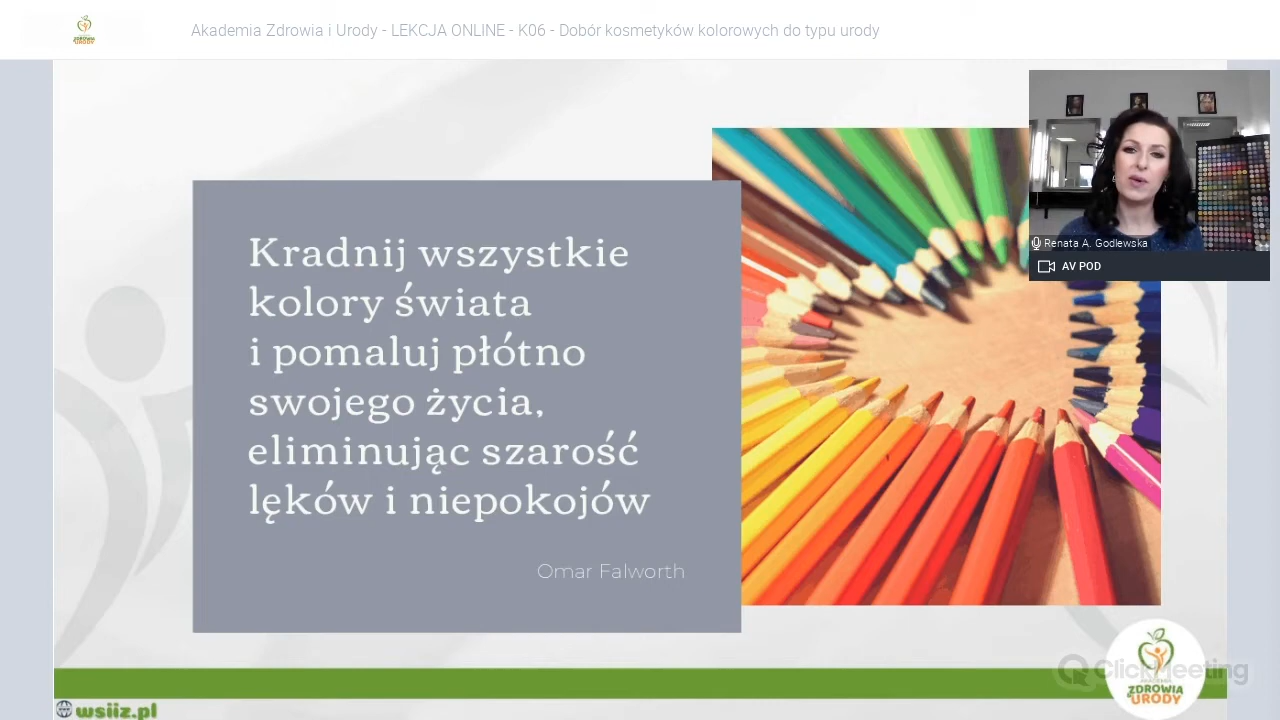 Akademia Zdrowia i Urody - LEKCJA ONLINE - K06 - Dobór kosmetyków kolorowych do typu urody
Kradnij wszystkie
kolory świata
i pomaluj płótno
swojego życia,
eliminując szarość
lęków i niepokojów
Omar Falworth
Renata A. Godlewska
AV POD
ClickMeeting
AKADEMIA
ZDROWIA
& URODY
wsiiz.pl